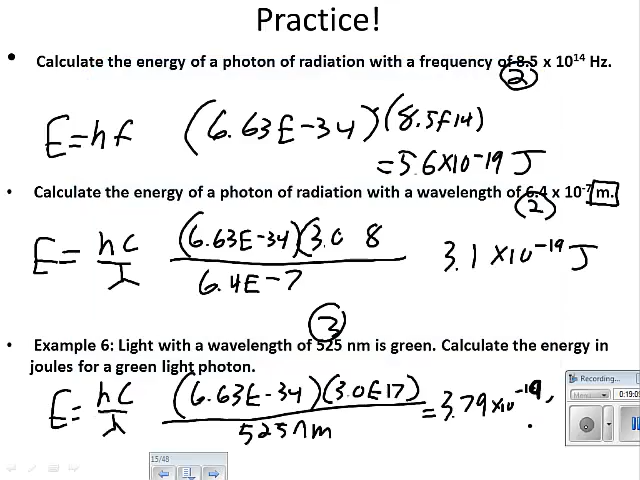 Practice!
• Calculate the energy of a photon of radiation with a frequency of 8.5 x 10¹⁴ Hz.
2
E=hf (6.63E-34)(8.5E14)
=5.6x10-19 J
• Calculate the energy of a photon of radiation with a wavelength of 6.4 x 10⁻⁷ m.
2
E= hc/λ (6.63E-34)(3.0 8 3.1 x10⁻¹⁹ J
6.4E-7
3
• Example 6: Light with a wavelength of 525 nm is green. Calculate the energy in
joules for a green light photon.
E= hc/λ (6.63E-34)(3.0E17) =3.79x10⁻¹⁹
525nm
Recording...
Menu
19:0
15/48